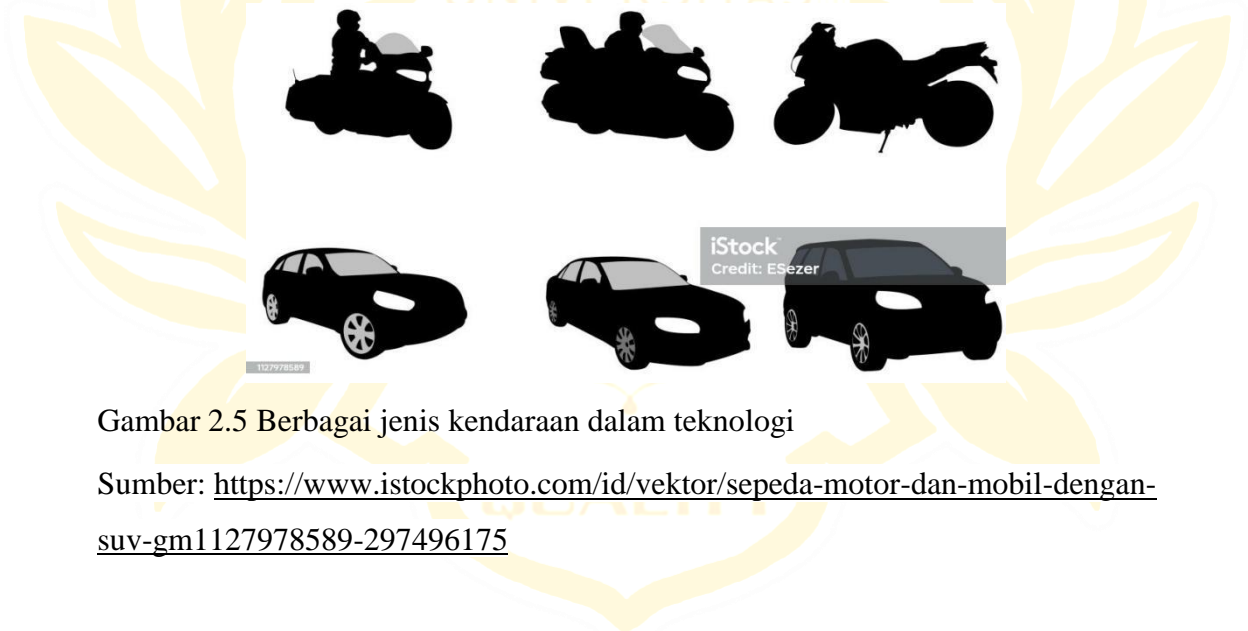 iStock
Credit: ESezer
1127978589
Gambar 2.5 Berbagai jenis kendaraan dalam teknologi
Sumber: https://www.istockphoto.com/id/vektor/sepeda-motor-dan-mobil-dengan-
suv-gm1127978589-297496175
QUALITY